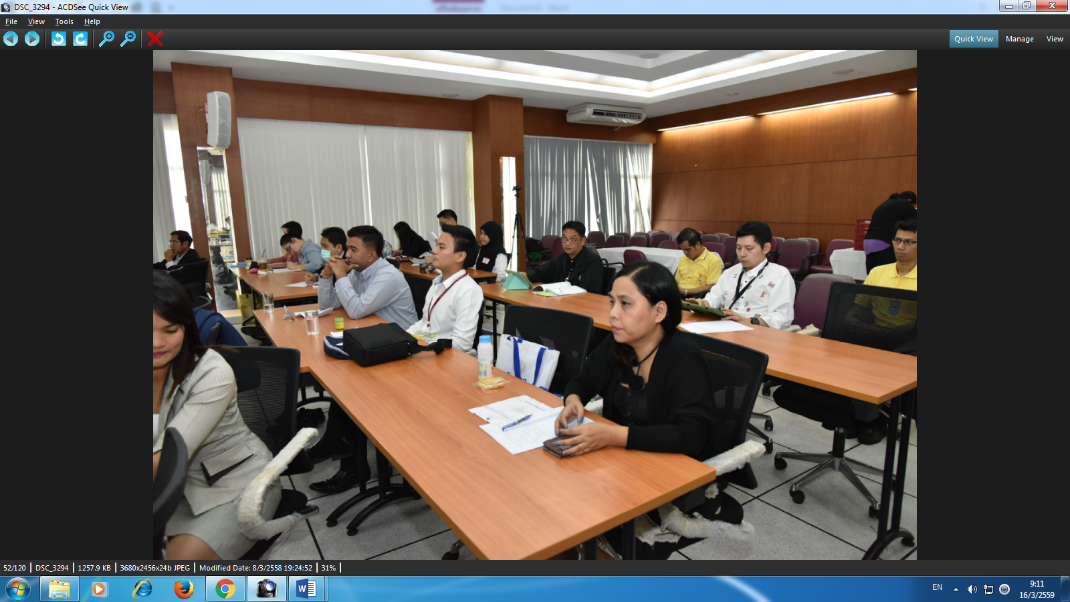 DSC_3294 - ACDSee Quick View
File View Tools Help
Quick View Manage View
52/120 DSC_3294 1257.9 KB 3680x2456x24b JPEG Modified Date: 8/3/2558 19:24:52 31%
EN
9:11
16/3/2559